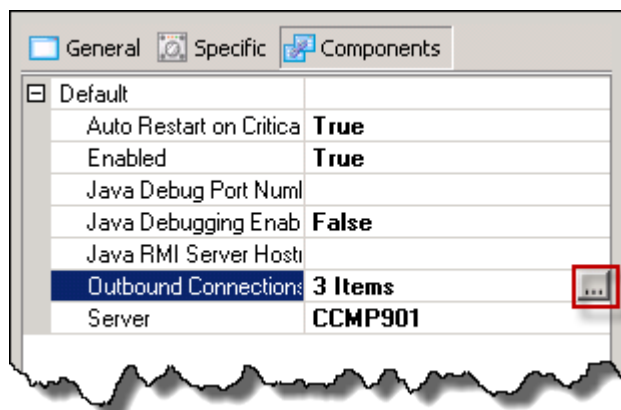 General Specific Components
Default
Auto Restart on Critica True
Enabled True
Java Debug Port Numl
Java Debugging Enab False
Java RMI Server Host
Outbound Connections 3 Items ...
Server CCMP901